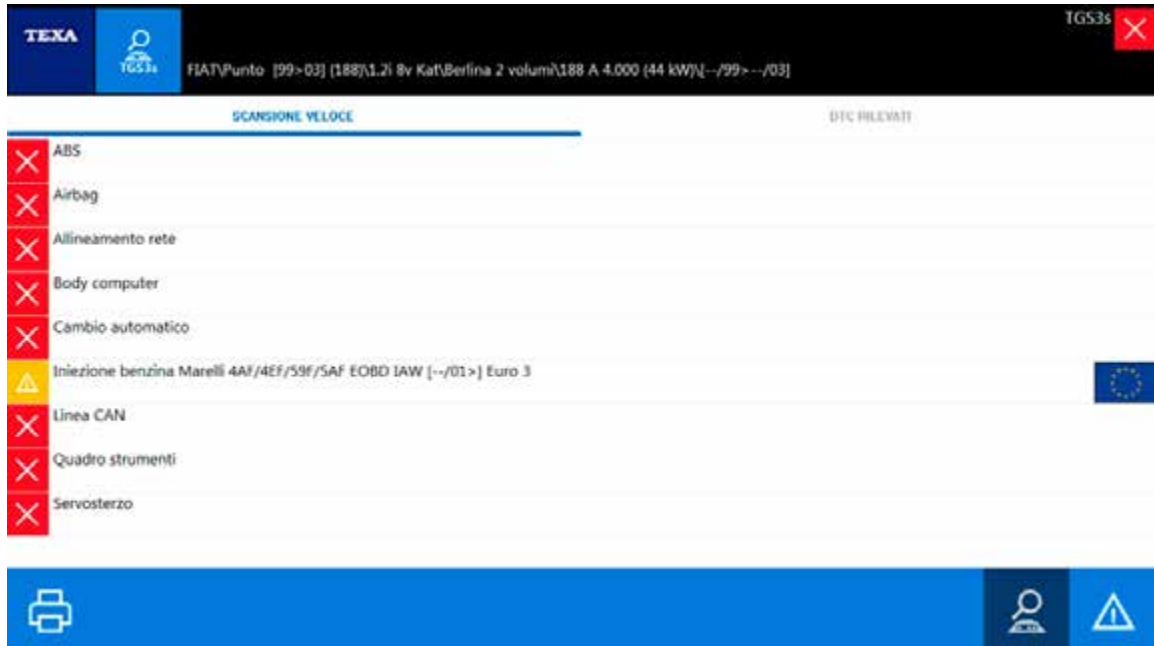 TEXA
TGS3s
TGS3s
FIAT\Punto [99>03] (188)\1.2i 8v Kat\Berlina 2 volumi\188 A 4.000 (44 kW)\[--/99>--/03]
SCANSIONE VELOCE
DTC RILEVATI
ABS
Airbag
Allineamento rete
Body computer
Cambio automatico
Iniezione benzina Marelli 4AF/4EF/59F/5AF EOBD IAW [--/01>] Euro 3
Linea CAN
Quadro strumenti
Servosterzo